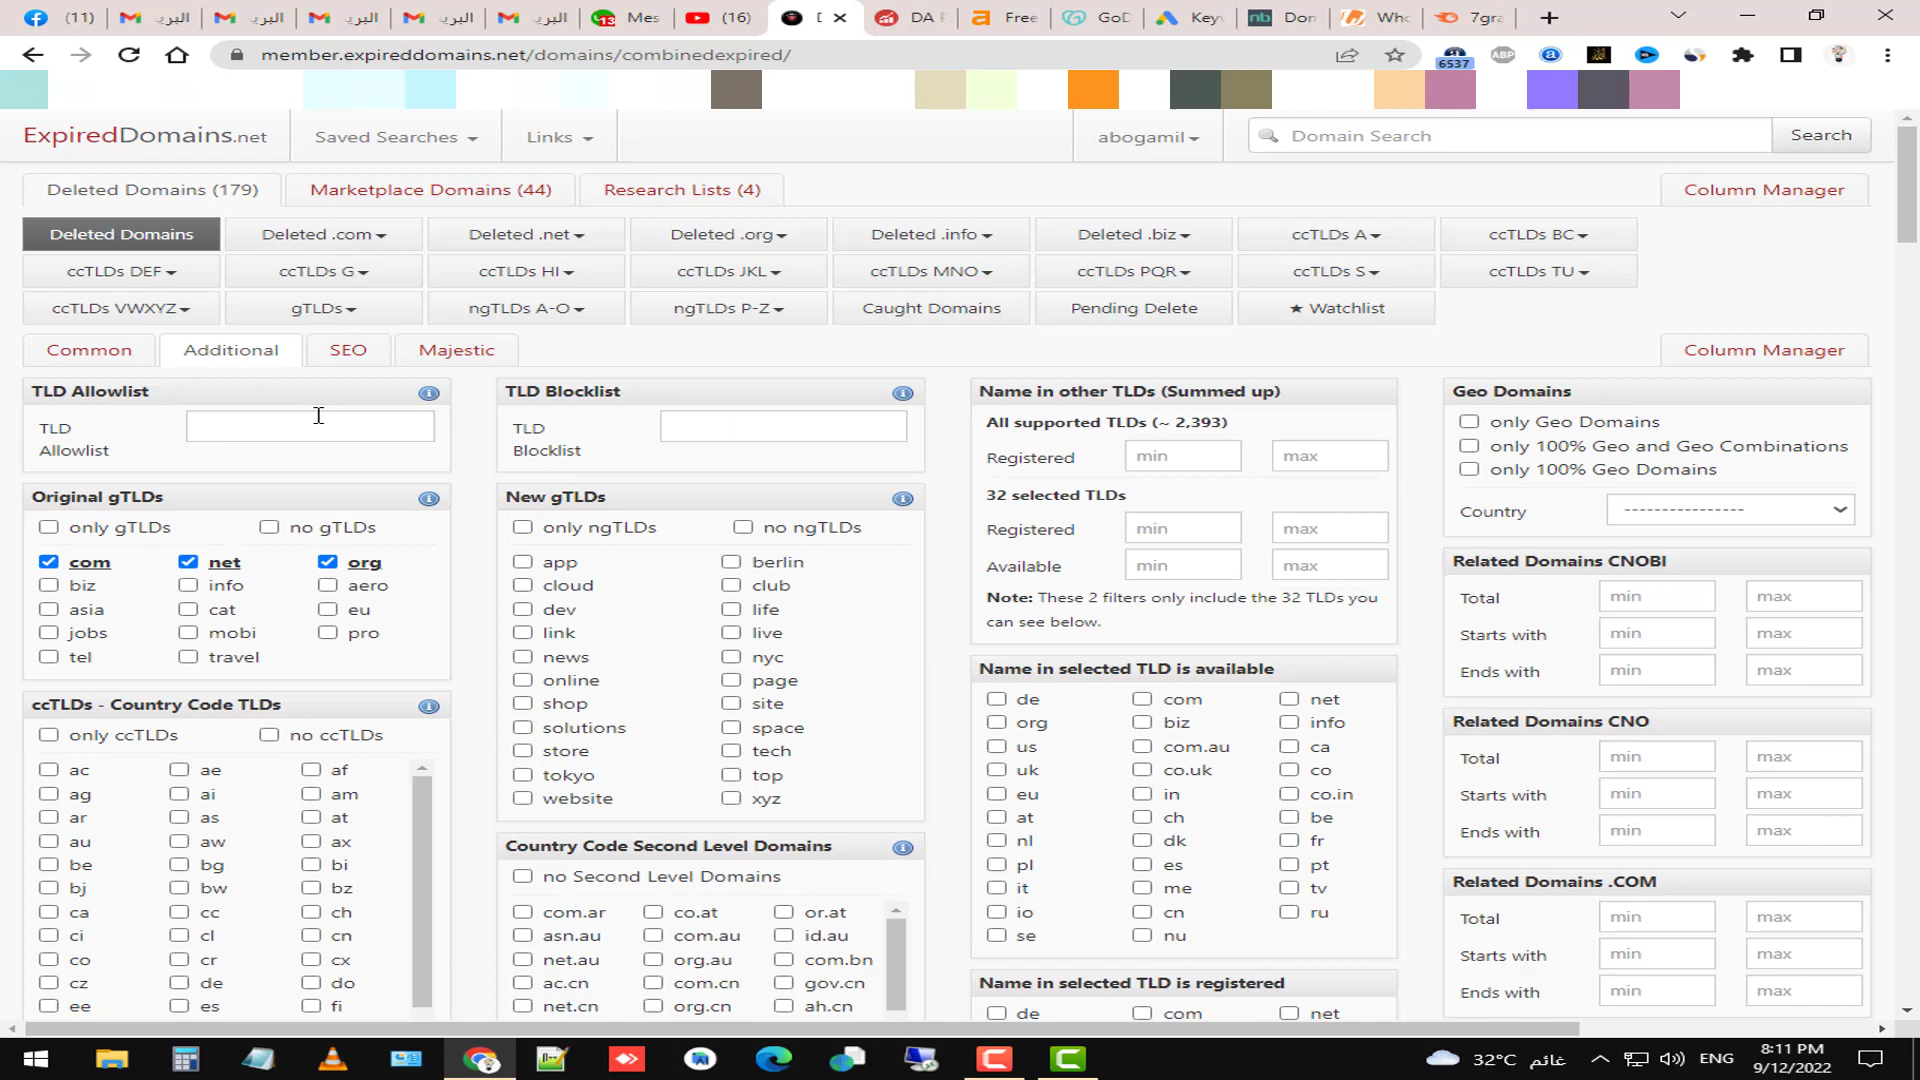 (11) البري البري البري البري البري 13 Mes (16) D DA Free GoD Key Don Who 7gra
member.expireddomains.net/domains/combinedexpired/ 6537 ABP
ExpiredDomains.net Saved Searches Links abogamil Domain Search Search
Deleted Domains (179) Marketplace Domains (44) Research Lists (4) Column Manager
Deleted Domains Deleted .com Deleted .net Deleted .org Deleted .info Deleted .biz ccTLDs A ccTLDs BC
ccTLDs DEF ccTLDs G ccTLDs HI ccTLDs JKL ccTLDs MNO ccTLDs PQR ccTLDs S ccTLDs TU
ccTLDs VWXYZ gTLDs ngTLDs A-O ngTLDs P-Z Caught Domains Pending Delete ★ Watchlist
Common Additional SEO Majestic Column Manager
TLD Allowlist
TLD
Allowlist
Original gTLDs
only gTLDs no gTLDs
com net org
biz info aero
asia cat eu
jobs mobi pro
tel travel
ccTLDs - Country Code TLDs
only ccTLDs no ccTLDs
ac ae af
ag ai am
ar as at
au aw ax
be bg bi
bj bw bz
ca cc ch
ci cl cn
co cr cx
cz de do
ee es fi
TLD Blocklist
TLD
Blocklist
New gTLDs
only ngTLDs no ngTLDs
app berlin
cloud club
dev life
link live
news nyc
online page
shop site
solutions space
store tech
tokyo top
website xyz
Country Code Second Level Domains
no Second Level Domains
com.ar co.at or.at
asn.au com.au id.au
net.au org.au com.bn
ac.cn com.cn gov.cn
net.cn org.cn ah.cn
Name in other TLDs (Summed up)
All supported TLDs (~ 2,393)
Registered min max
32 selected TLDs
Registered min max
Available min max
Note: These 2 filters only include the 32 TLDs you
can see below.
Name in selected TLD is available
de com net
org biz info
us com.au ca
uk co.uk co
eu in co.in
at ch be
nl dk fr
pl es pt
it me tv
io cn ru
se nu
Name in selected TLD is registered
de com net
Geo Domains
only Geo Domains
only 100% Geo and Geo Combinations
only 100% Geo Domains
Country ----------------
Related Domains CNOBI
Total min max
Starts with min max
Ends with min max
Related Domains CNO
Total min max
Starts with min max
Ends with min max
Related Domains .COM
Total min max
Starts with min max
Ends with min max
32°C غائم ENG 8:11 PM
9/12/2022